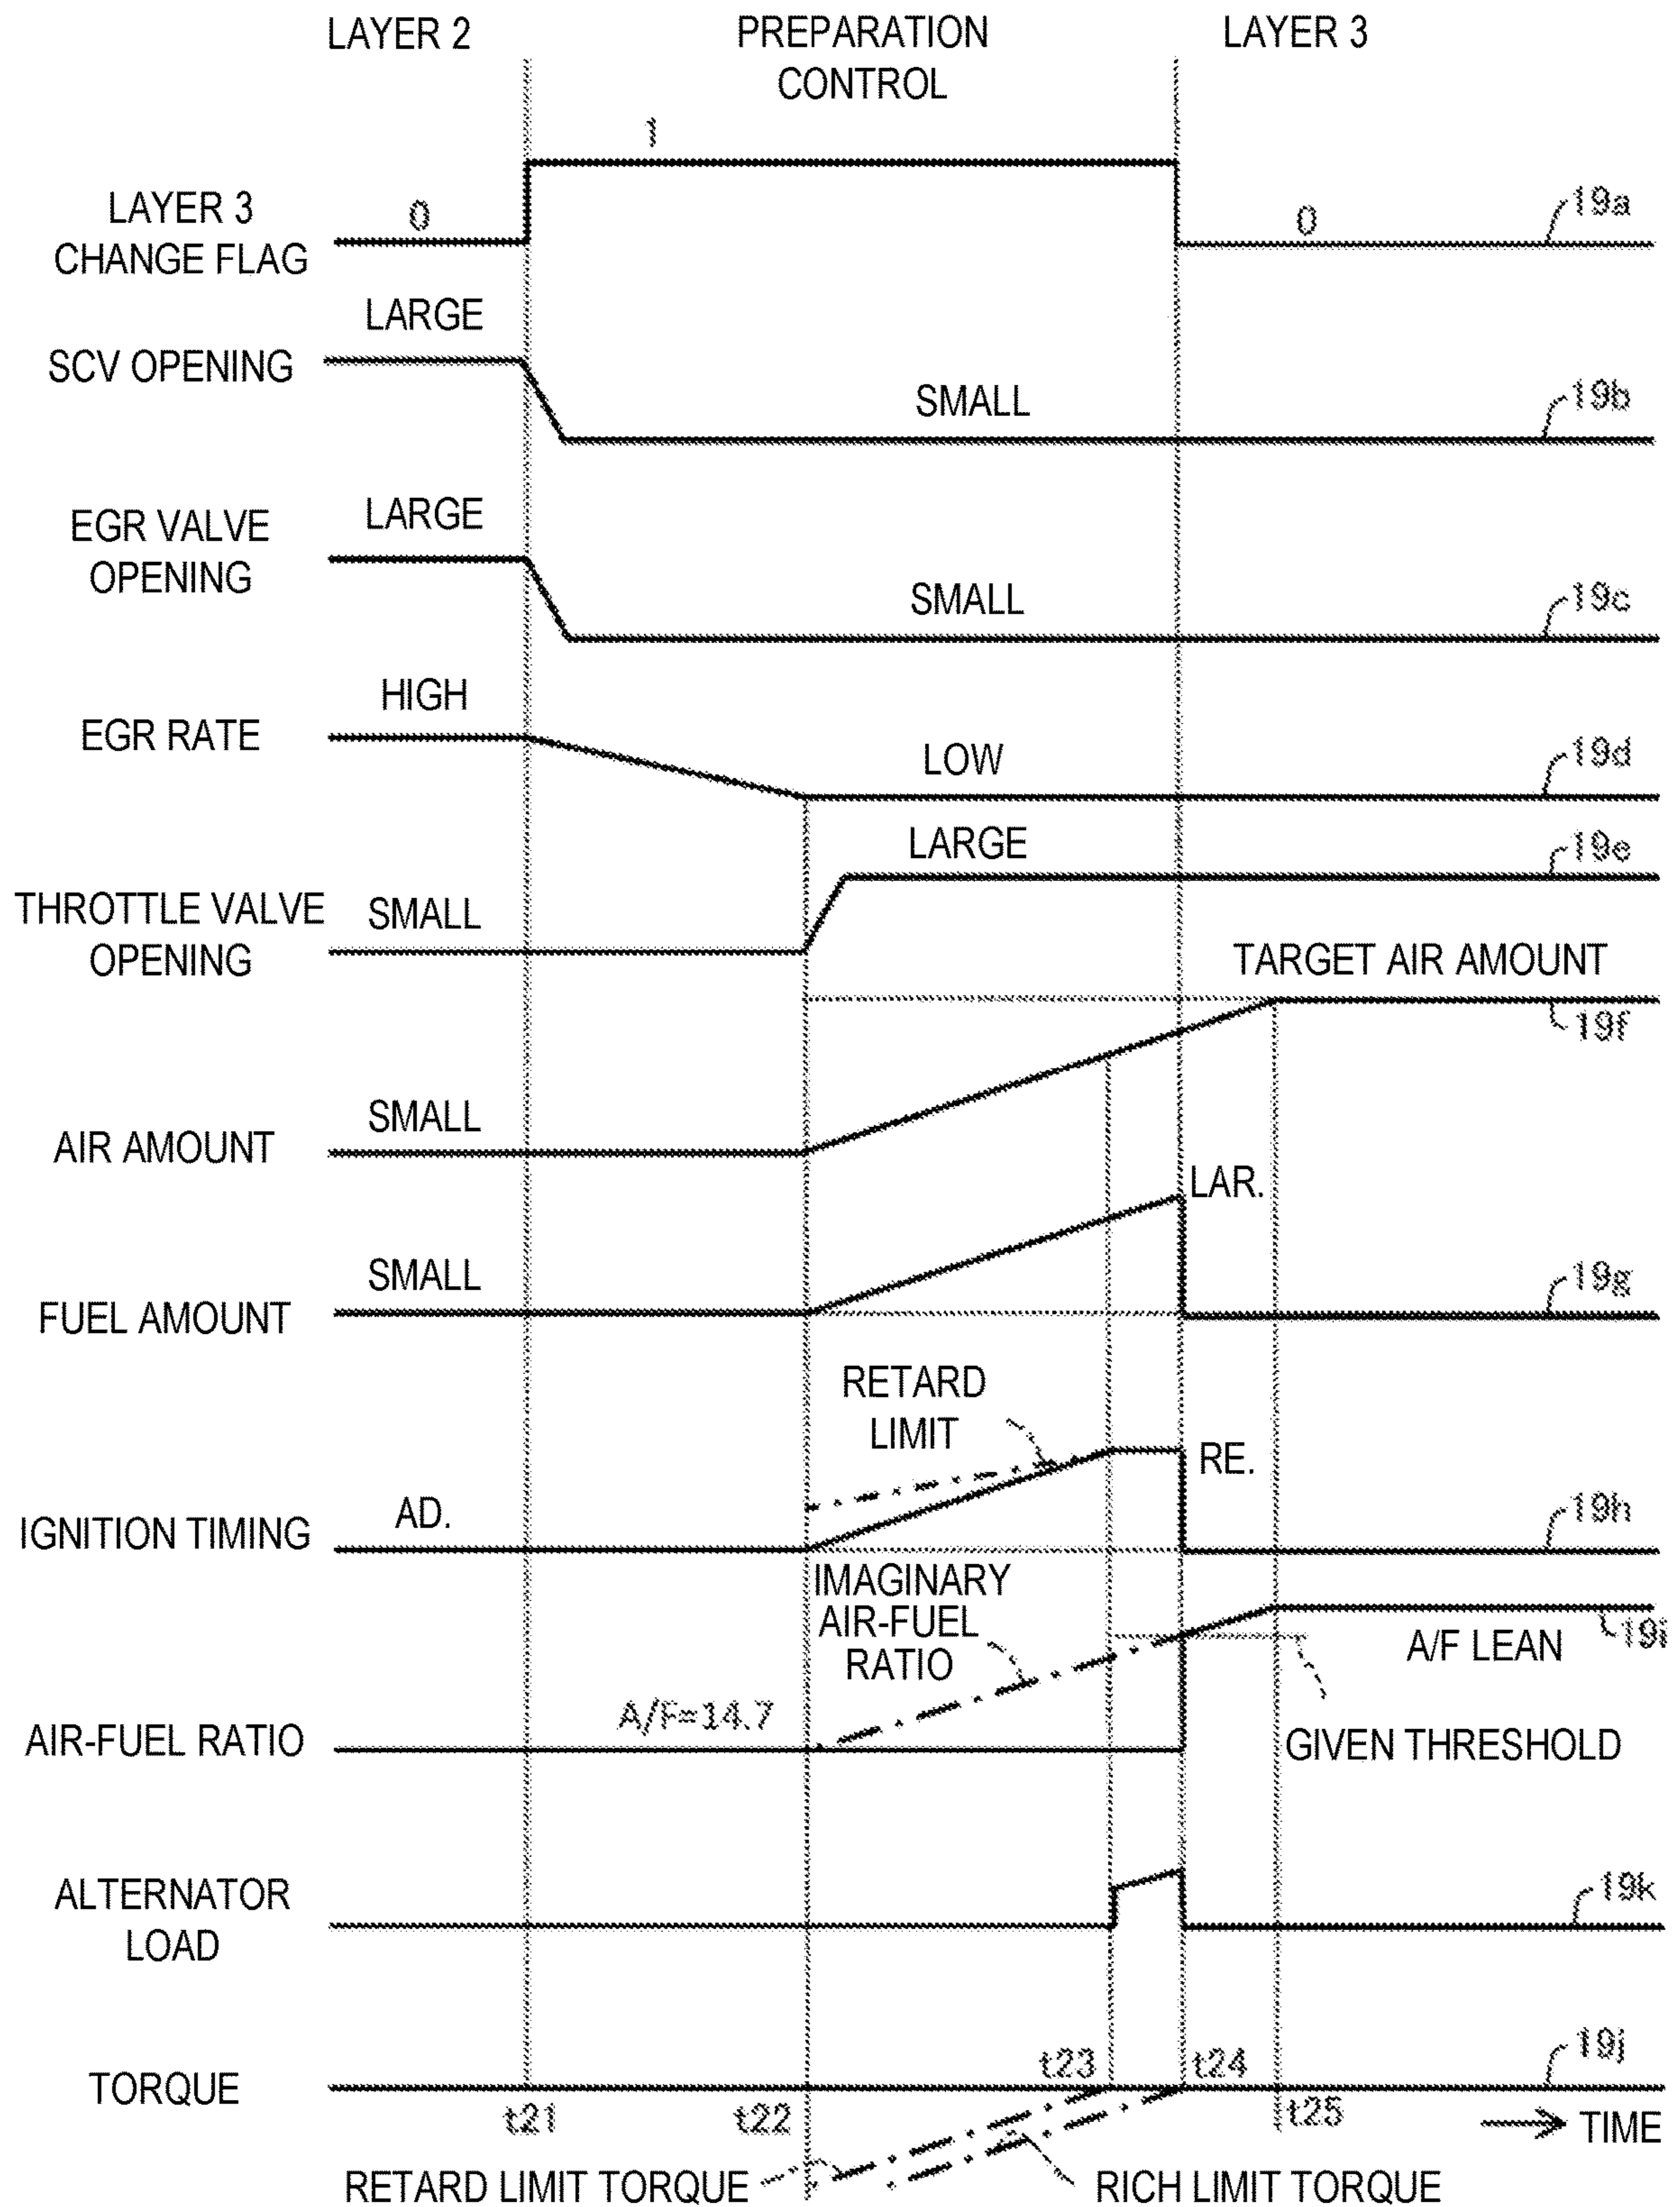 LAYER 2
PREPARATION
CONTROL
LAYER 3
1
LAYER 3
CHANGE FLAG
0
0
19a
LARGE
SCV OPENING
SMALL
19b
EGR VALVE
OPENING
LARGE
SMALL
19c
HIGH
EGR RATE
LOW
19d
LARGE
19e
THROTTLE VALVE
OPENING
SMALL
TARGET AIR AMOUNT
19f
SMALL
AIR AMOUNT
LAR.
SMALL
FUEL AMOUNT
19g
RETARD
LIMIT
RE.
AD.
IGNITION TIMING
19h
IMAGINARY
AIR-FUEL
RATIO
19i
A/F LEAN
A/F=14.7
AIR-FUEL RATIO
GIVEN THRESHOLD
ALTERNATOR
LOAD
19k
t23
t24
19j
TORQUE
t21
t22
t25
TIME
RETARD LIMIT TORQUE
RICH LIMIT TORQUE